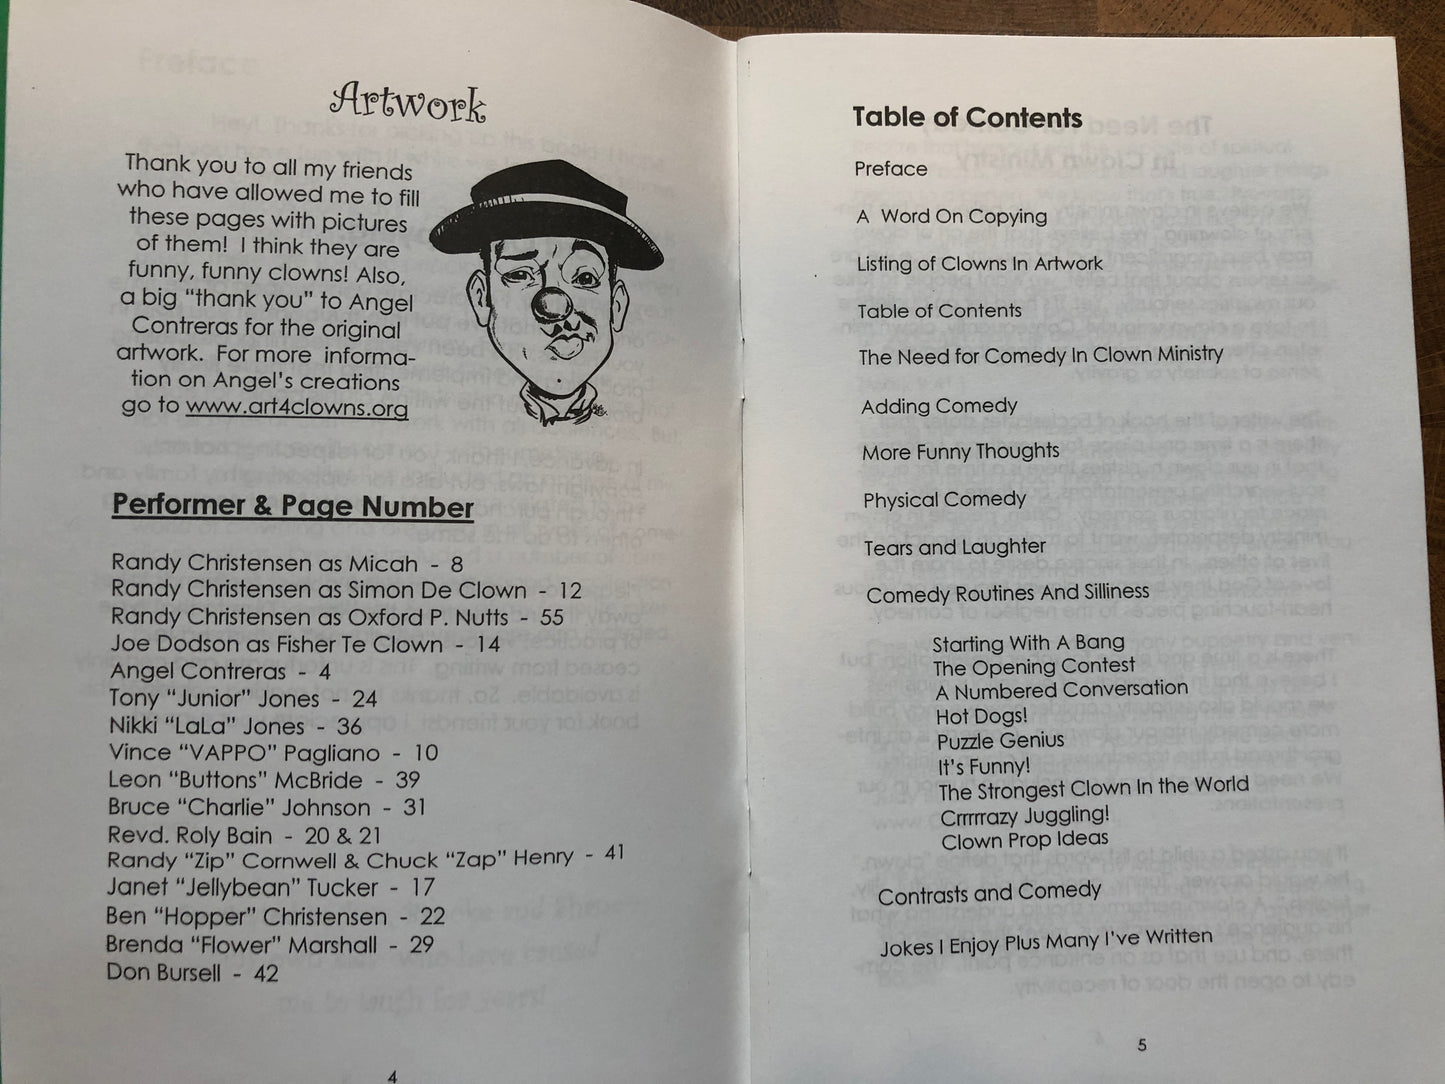 Artwork
Thank you to all my friends
who have allowed me to fill
these pages with pictures
of them! I think they are
funny, funny clowns! Also,
a big “thank you” to Angel
Contreras for the original
artwork. For more informa-
tion on Angel’s creations
go to www.art4clowns.org
Performer & Page Number
Randy Christensen as Micah - 8
Randy Christensen as Simon De Clown - 12
Randy Christensen as Oxford P. Nutts - 55
Joe Dodson as Fisher Te Clown - 14
Angel Contreras - 4
Tony “Junior” Jones - 24
Nikki “LaLa” Jones - 36
Vince “VAPPO” Pagliano - 10
Leon “Buttons” McBride - 39
Bruce “Charlie” Johnson - 31
Revd. Roly Bain - 20 & 21
Randy “Zip” Cornwell & Chuck “Zap” Henry - 41
Janet “Jellybean” Tucker - 17
Ben “Hopper” Christensen - 22
Brenda “Flower” Marshall - 29
Don Bursell - 42
4
Table of Contents
Preface
A Word On Copying
Listing of Clowns In Artwork
Table of Contents
The Need for Comedy In Clown Ministry
Adding Comedy
More Funny Thoughts
Physical Comedy
Tears and Laughter
Comedy Routines And Silliness
Starting With A Bang
The Opening Contest
A Numbered Conversation
Hot Dogs!
Puzzle Genius
It’s Funny!
The Strongest Clown In the World
Crrrrrazy Juggling!
Clown Prop Ideas
Contrasts and Comedy
Jokes I Enjoy Plus Many I’ve Written
5